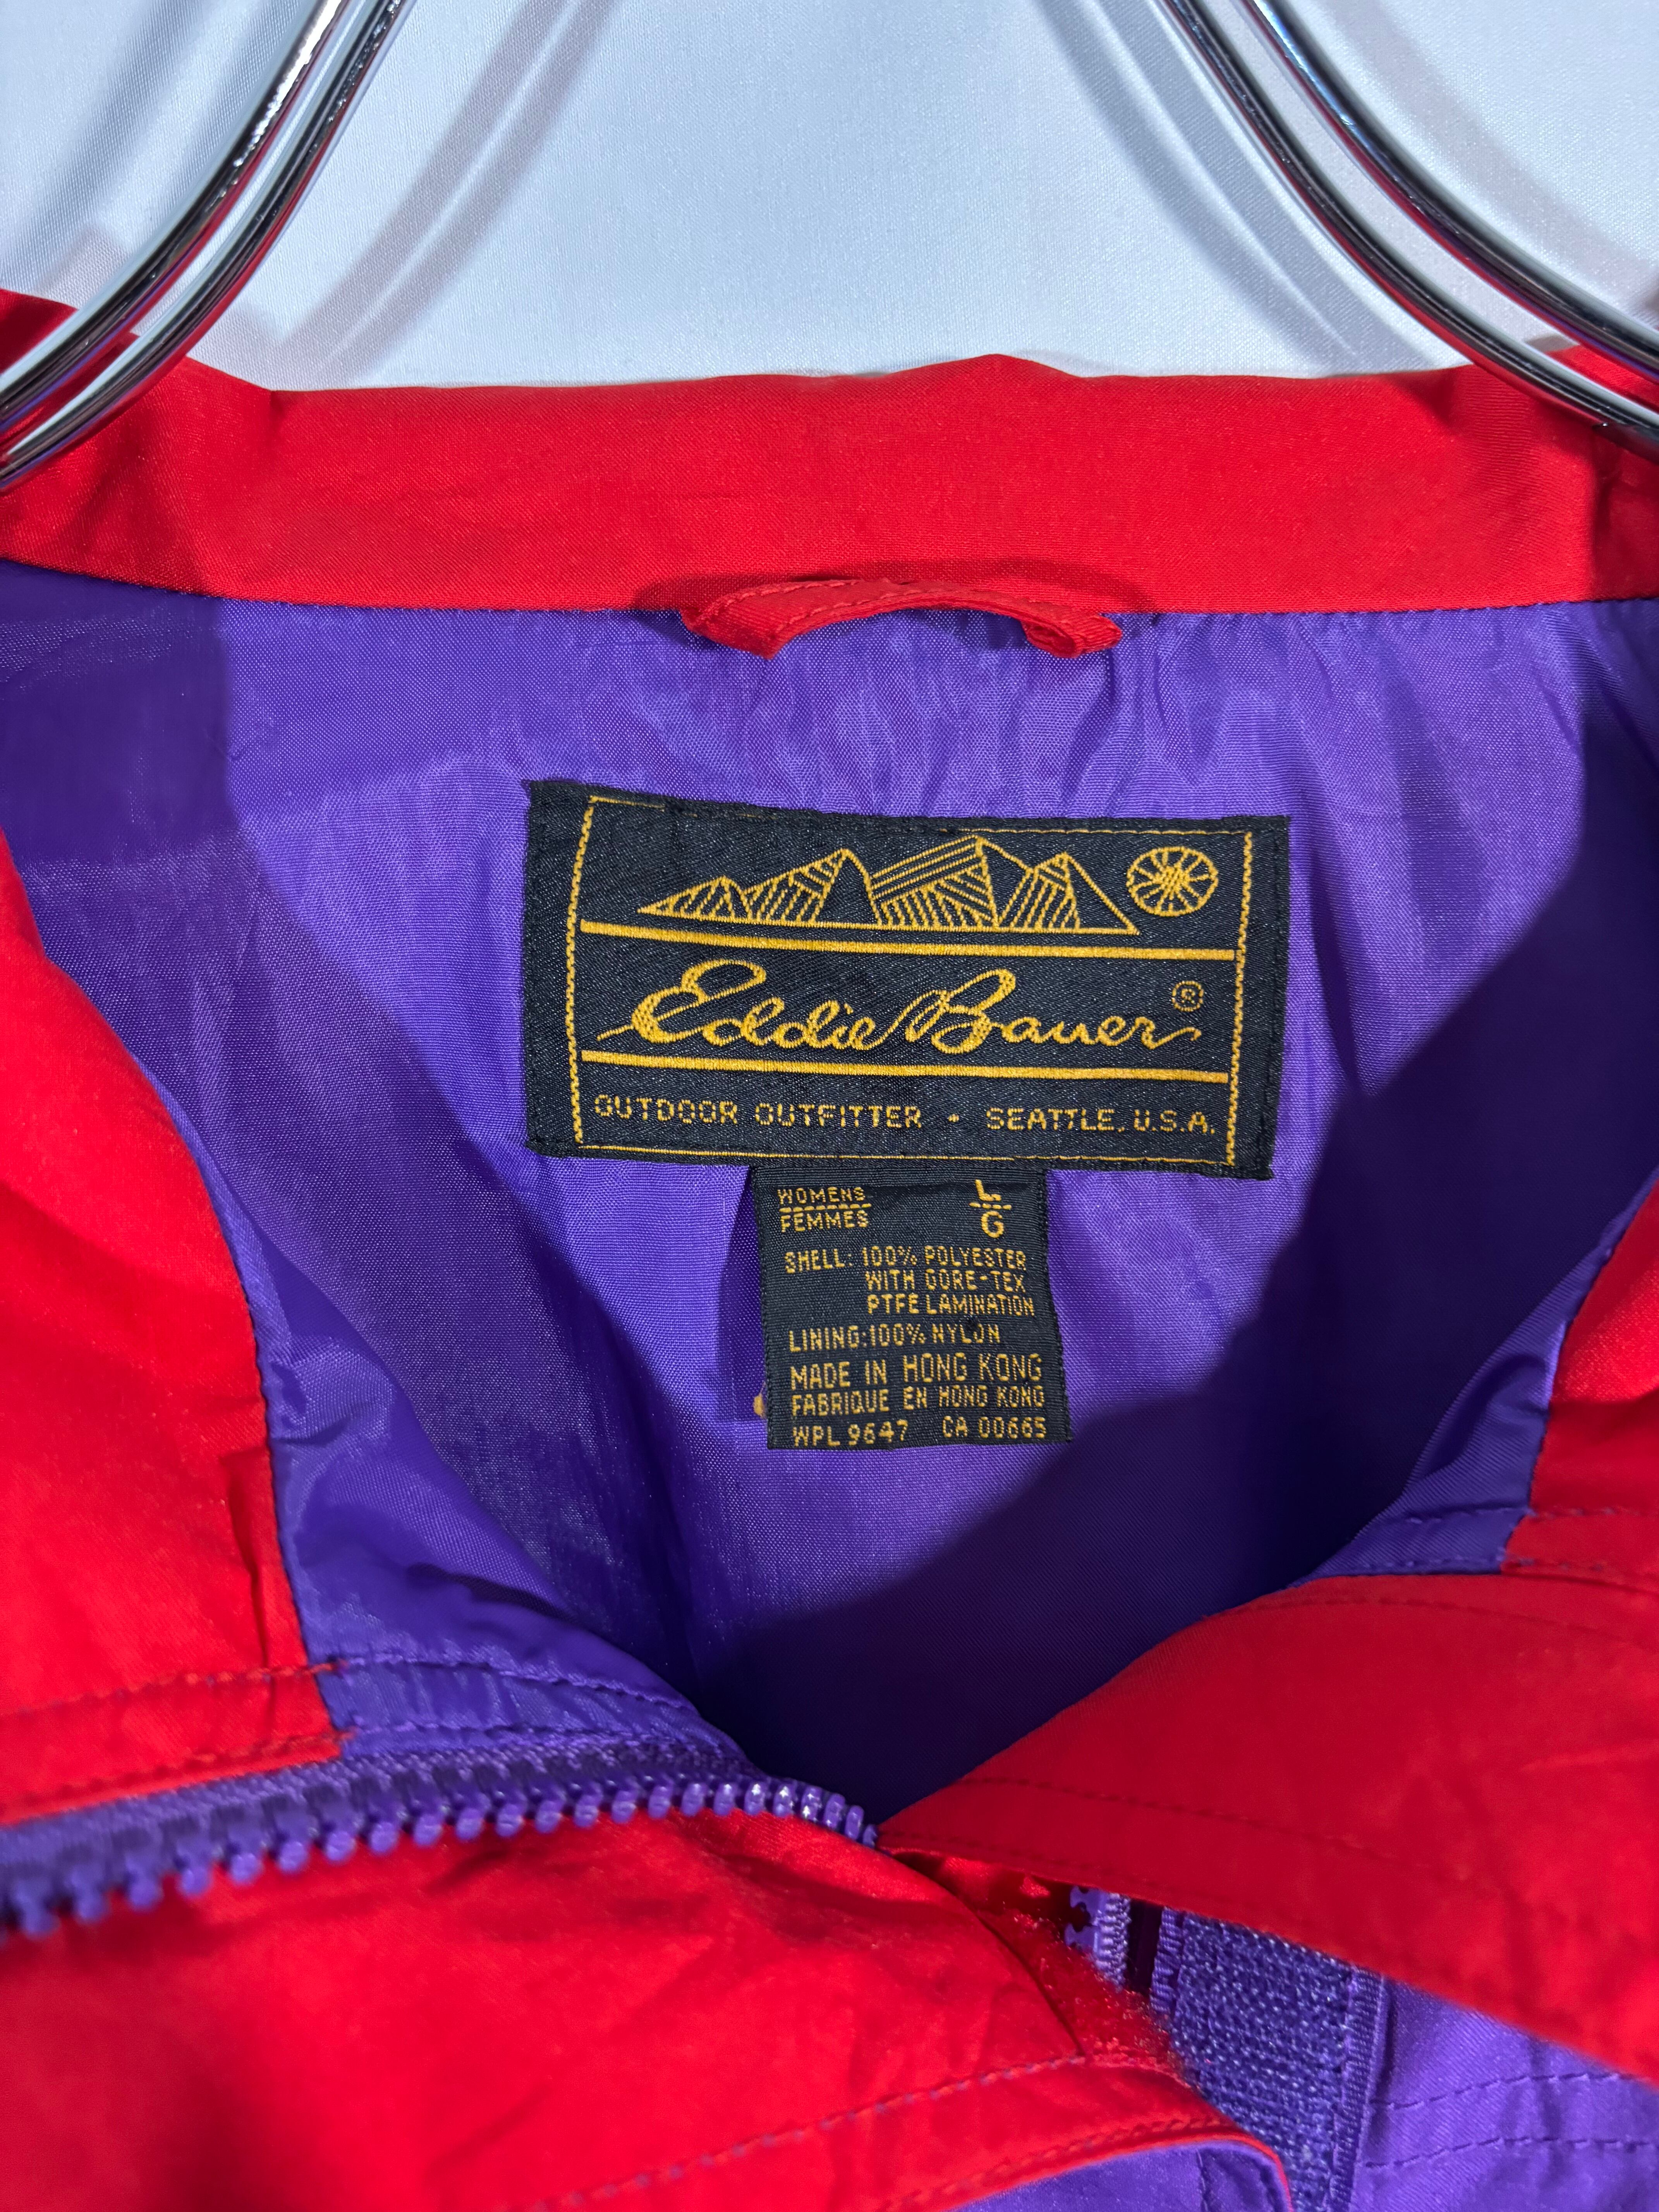 Eddie Bauer®
OUTDOOR OUTFITTER · SEATTLE, U.S.A.
WOMENS L
FEMMES G
SHELL: 100% POLYESTER
WITH GORE-TEX
PTFE LAMINATION
LINING:100% NYLON
MADE IN HONG KONG
FABRIQUE EN HONG KONG
WPL 9647 CA 00665